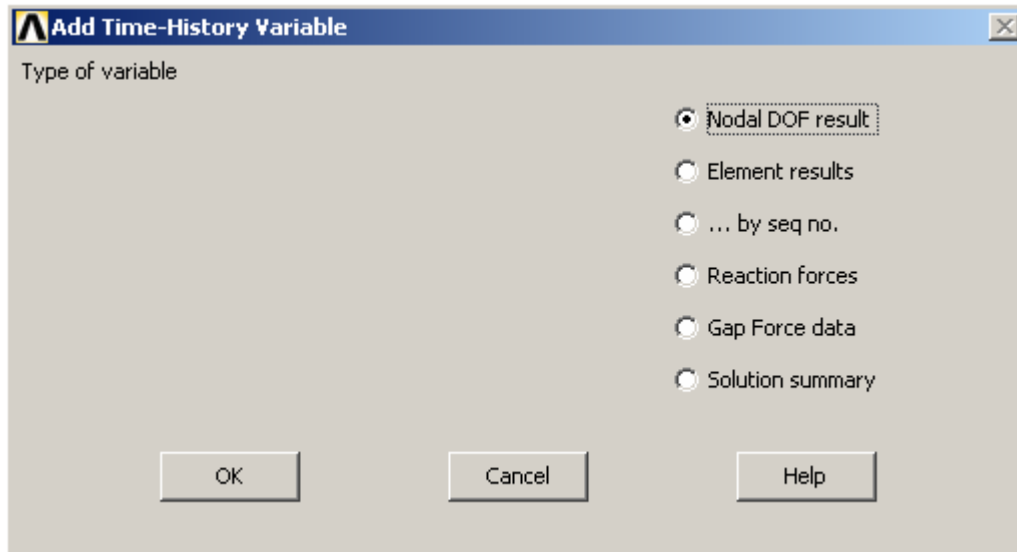 Add Time-History Variable
Type of variable
Nodal DOF result
Element results
... by seq no.
Reaction forces
Gap Force data
Solution summary
OK Cancel Help